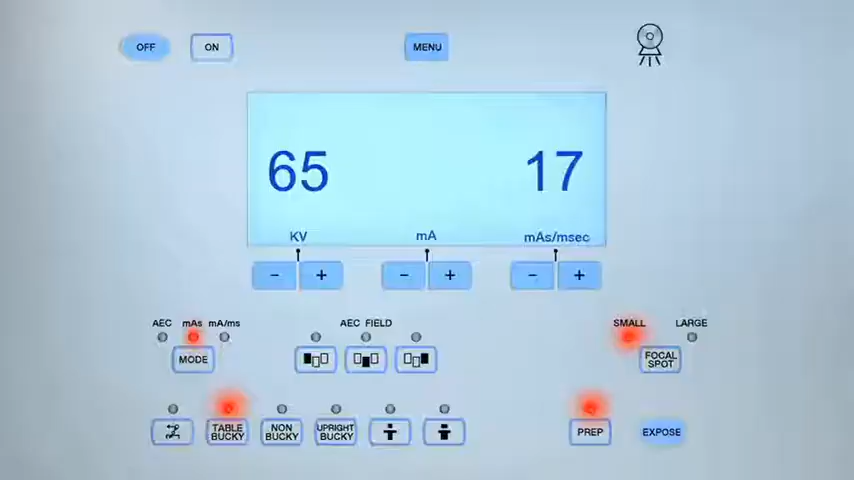 OFF
ON
MENU
65
17
KV
mA
mAs/msec
−
+
−
+
−
+
AEC
mAs
mA/ms
AEC FIELD
SMALL
LARGE
MODE
FOCAL
SPOT
TABLE
BUCKY
NON
BUCKY
UPRIGHT
BUCKY
PREP
EXPOSE